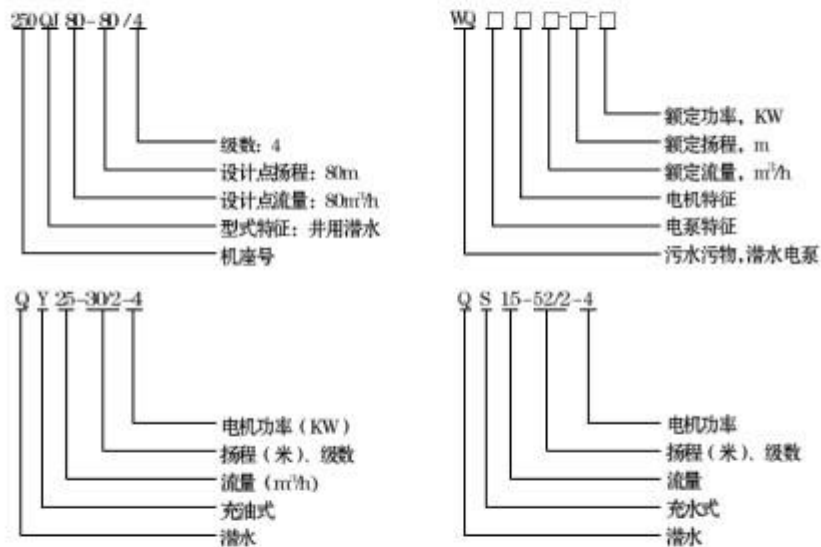 250QJ80-80/4
级数：4
设计点扬程：80m
设计点流量：80m³/h
型式特征：井用潜水
机座号
WQ□□□-□-□
额定功率，KW
额定扬程，m
额定流量，m³/h
电机特征
电泵特征
污水污物，潜水电泵
QY25-30/2-4
电机功率（KW）
扬程（米）、级数
流量（m³/h）
充油式
潜水
QS15-52/2-4
电机功率
扬程（米）、级数
流量
充水式
潜水